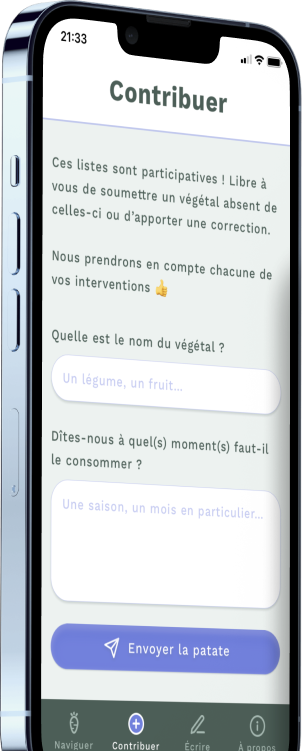 21:33
Contribuer
Ces listes sont participatives ! Libre à
vous de soumettre un végétal absent de
celles-ci ou d'apporter une correction.
Nous prendrons en compte chacune de
vos interventions 👍
Quelle est le nom du végétal ?
Un légume, un fruit...
Dîtes-nous à quel(s) moment(s) faut-il
le consommer ?
Une saison, un mois en particulier...
Envoyer la patate
Naviguer Contribuer Écrire À propos